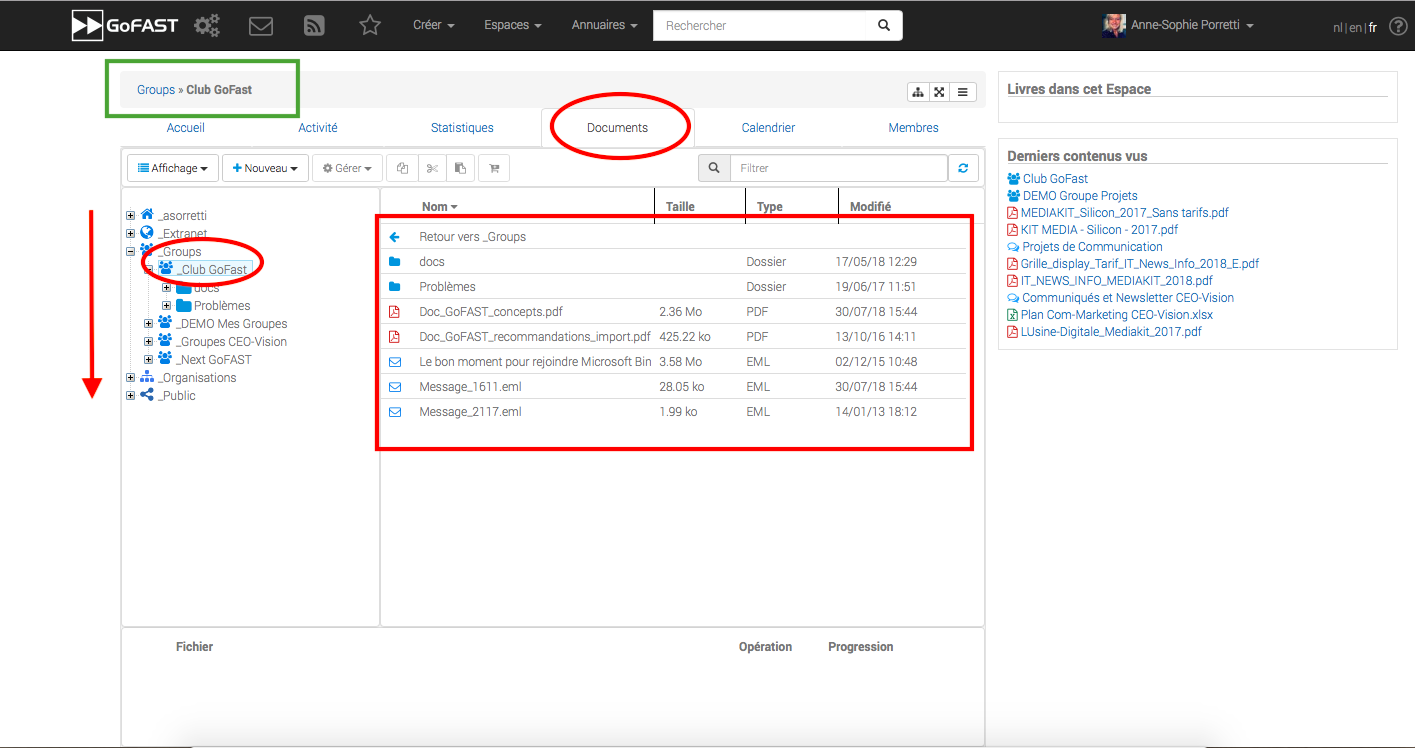 GoFAST Créer Espaces Annuaires Rechercher Anne-Sophie Porretti nl|en|fr ?
Groups » Club GoFast
Accueil Activité Statistiques Documents Calendrier Membres
Affichage + Nouveau Gérer Filtrer
_asorretti
_Extranet
_Groups
_Club GoFast
docs
Problèmes
_DEMO Mes Groupes
_Groupes CEO-Vision
_Next GoFAST
_Organisations
_Public
Nom Taille Type Modifié
Retour vers _Groups
docs Dossier 17/05/18 12:29
Problèmes Dossier 19/06/17 11:51
Doc_GoFAST_concepts.pdf 2.36 Mo PDF 30/07/18 15:44
Doc_GoFAST_recommandations_import.pdf 425.22 ko PDF 13/10/16 14:11
Le bon moment pour rejoindre Microsoft Bin 3.58 Mo EML 02/12/15 10:48
Message_1611.eml 28.05 ko EML 30/07/18 15:44
Message_2117.eml 1.99 ko EML 14/01/13 18:12
Fichier Opération Progression
Livres dans cet Espace
Derniers contenus vus
Club GoFast
DEMO Groupe Projets
MEDIAKIT_Silicon_2017_Sans tarifs.pdf
KIT MEDIA - Silicon - 2017.pdf
Projets de Communication
Grille_display_Tarif_IT_News_Info_2018_E.pdf
IT_NEWS_INFO_MEDIAKIT_2018.pdf
Communiqués et Newsletter CEO-Vision
Plan Com-Marketing CEO-Vision.xlsx
LUsine-Digitale_Mediakit_2017.pdf